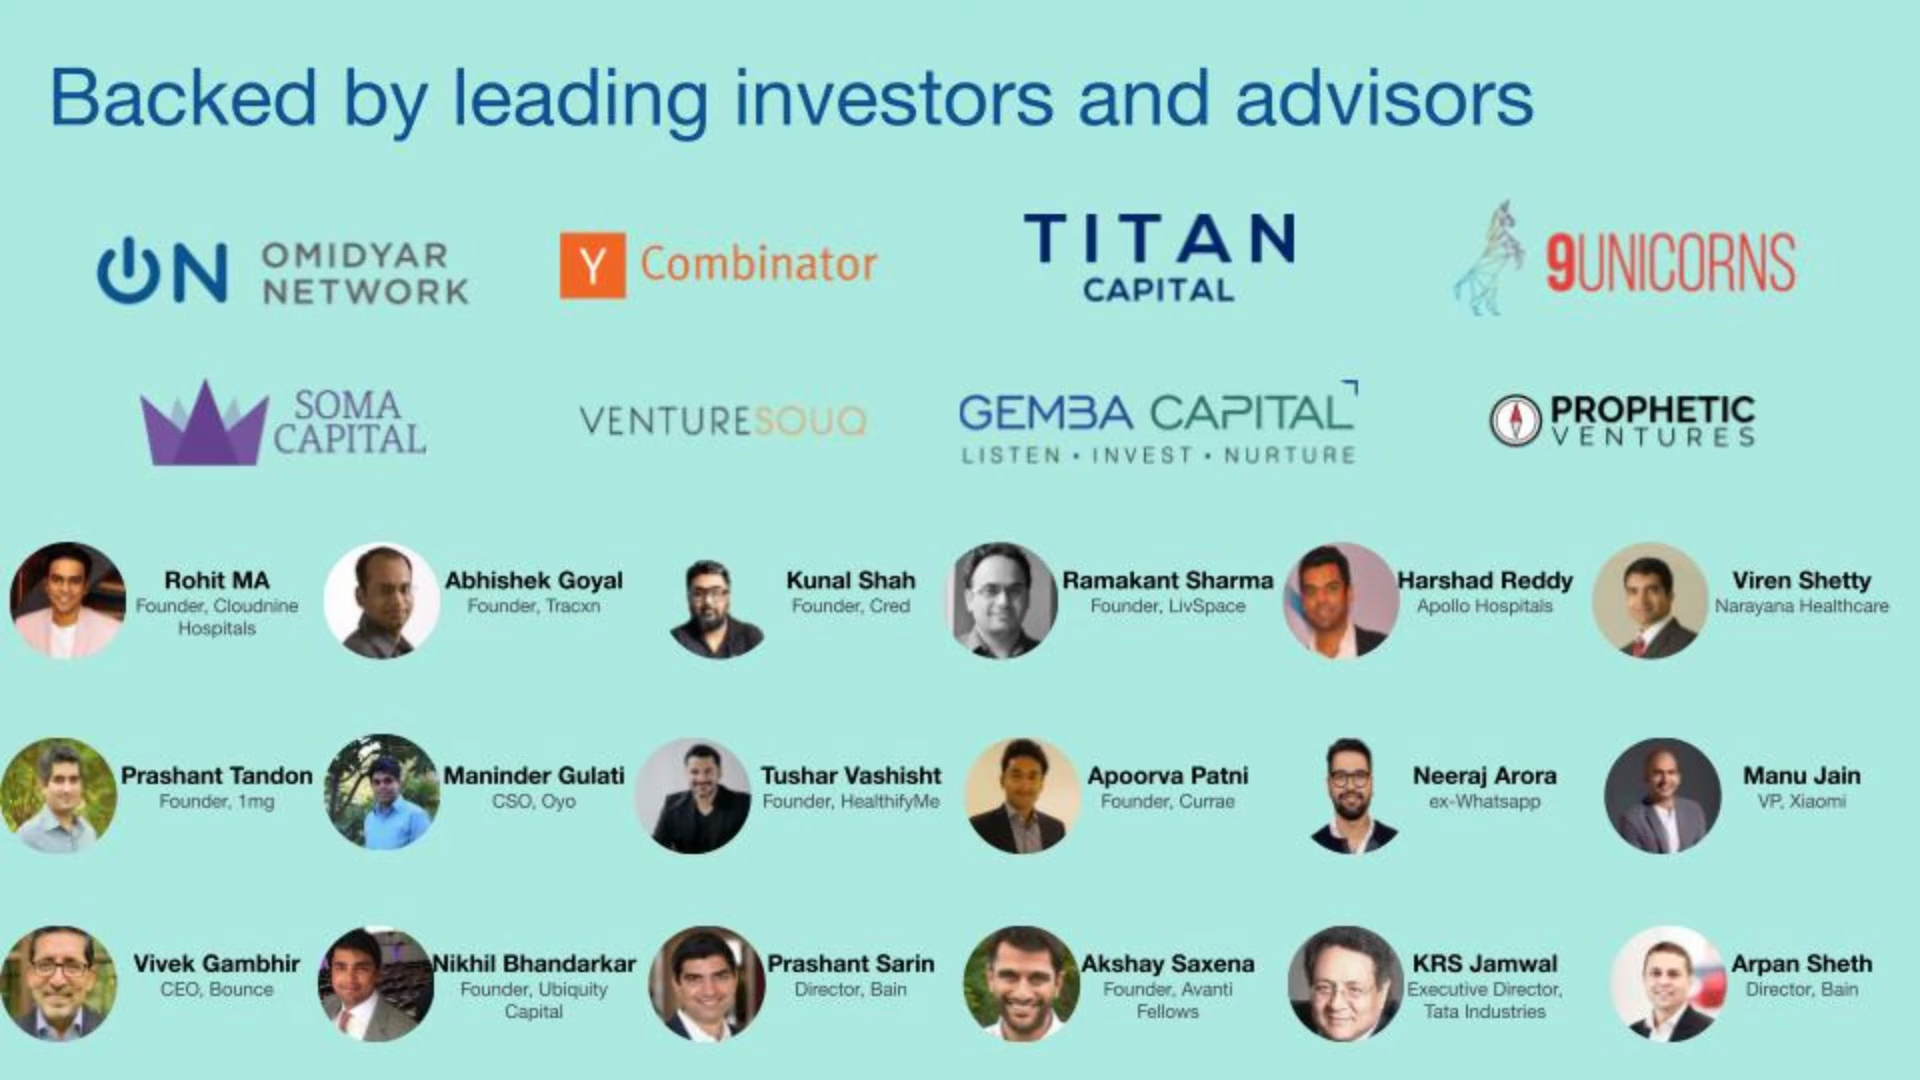 Backed by leading investors and advisors
ON OMIDYAR
NETWORK
Y Combinator
TITAN
CAPITAL
9UNICORNS
SOMA
CAPITAL
VENTURESOUQ
GEMBA CAPITAL
LISTEN • INVEST • NURTURE
PROPHETIC
VENTURES
Rohit MA
Founder, Cloudnine
Hospitals
Abhishek Goyal
Founder, Tracxn
Kunal Shah
Founder, Cred
Ramakant Sharma
Founder, LivSpace
Harshad Reddy
Apollo Hospitals
Viren Shetty
Narayana Healthcare
Prashant Tandon
Founder, 1mg
Maninder Gulati
CSO, Oyo
Tushar Vashisht
Founder, HealthifyMe
Apoorva Patni
Founder, Currae
Neeraj Arora
ex-Whatsapp
Manu Jain
VP, Xiaomi
Vivek Gambhir
CEO, Bounce
Nikhil Bhandarkar
Founder, Ubiquity
Capital
Prashant Sarin
Director, Bain
Akshay Saxena
Founder, Avanti
Fellows
KRS Jamwal
Executive Director,
Tata Industries
Arpan Sheth
Director, Bain